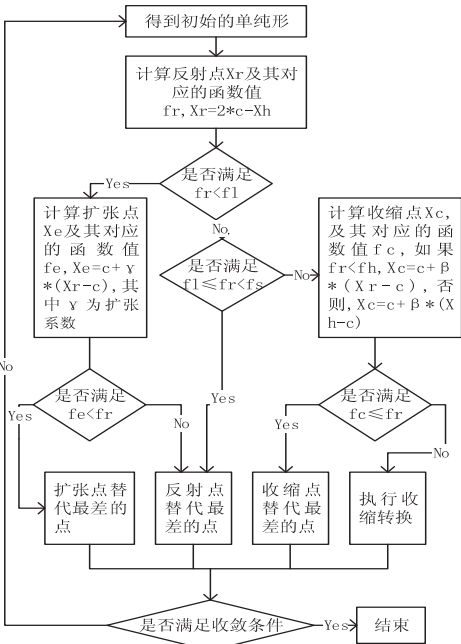 得到初始的单纯形
计算反射点Xr及其对
应的函数值
fr,Xr=2*c-Xh
是否满足
fr<fl
Yes
No
计算扩张点
Xe及其对应
的函数值
fe,Xe=c+γ
*(Xr-c),其
中γ为扩张
系数
是否满足
fl≤fr<fs
No
计算收缩点Xc,
及其对应的函
数值fc,如果
fr<fh,Xc=c+β
*(Xr-c),否
则,Xc=c+β*(X
h-c)
No
是否满足
fe<fr
Yes
No
Yes
是否满足
fc≤fr
Yes
No
扩张点替
代最差的
点
反射点
替代最
差的点
收缩点
替代最
差的点
执行收
缩转换
是否满足收敛条件
Yes
结束